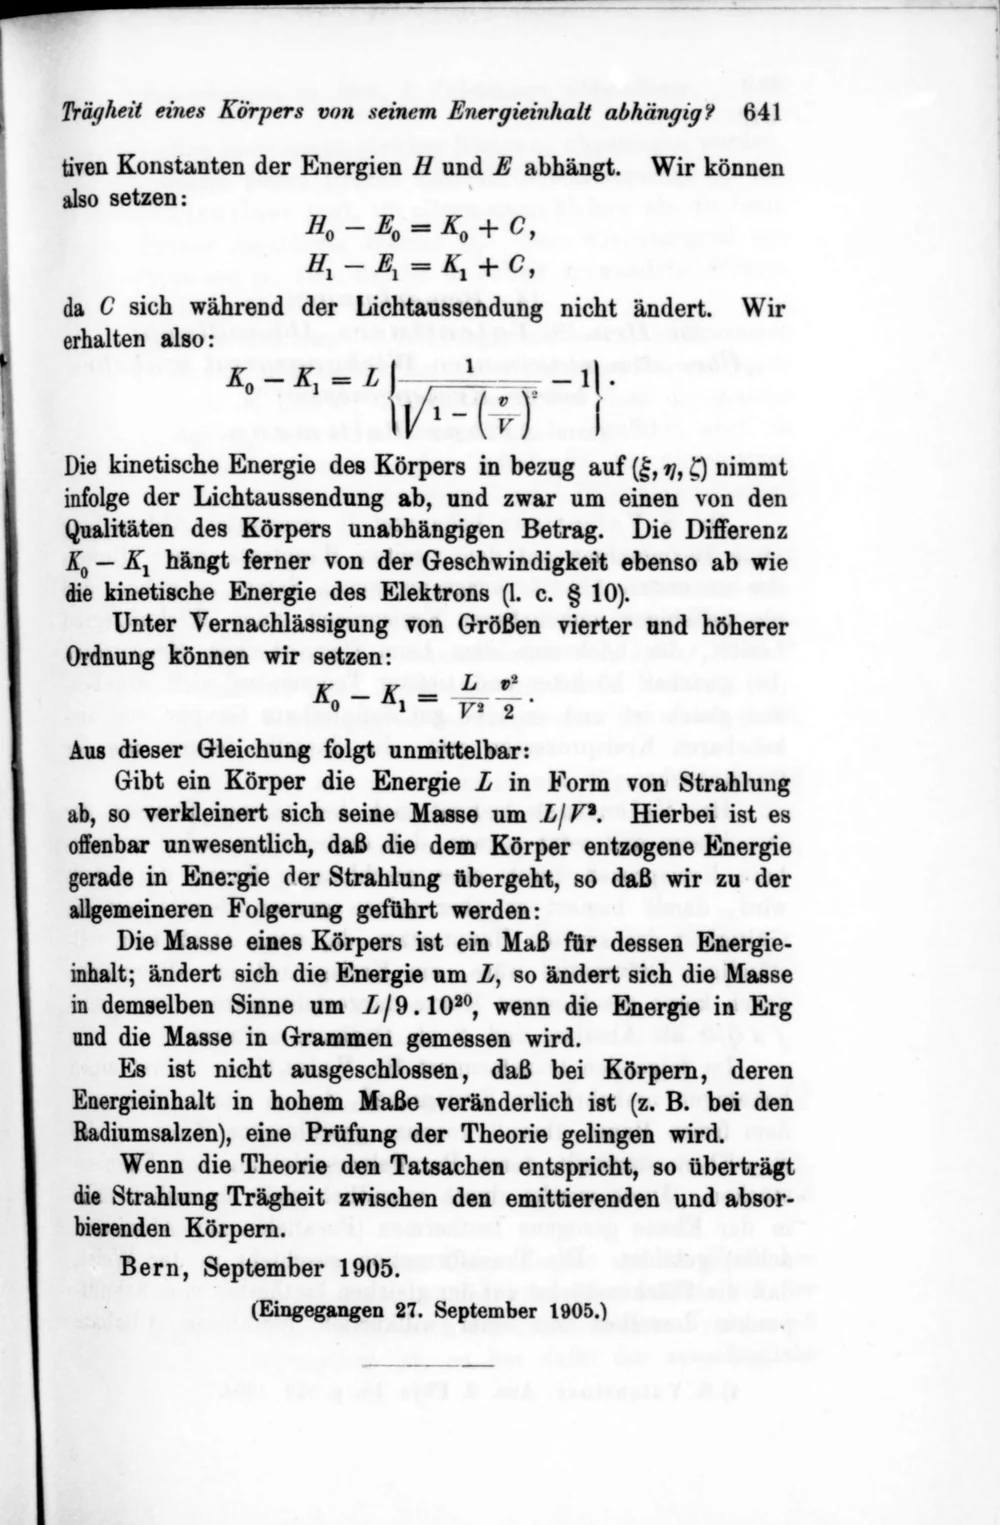 Trägheit eines Körpers von seinem Energieinhalt abhängig? 641
tiven Konstanten der Energien H und E abhängt. Wir können
also setzen:
H₀ − E₀ = K₀ + C,
H₁ − E₁ = K₁ + C,
da C sich während der Lichtaussendung nicht ändert. Wir
erhalten also:
K₀ − K₁ = L { 1 / √(1 − (v/V)²) − 1 } .
Die kinetische Energie des Körpers in bezug auf (ξ, η, ζ) nimmt
infolge der Lichtaussendung ab, und zwar um einen von den
Qualitäten des Körpers unabhängigen Betrag. Die Differenz
K₀ − K₁ hängt ferner von der Geschwindigkeit ebenso ab wie
die kinetische Energie des Elektrons (l. c. § 10).
Unter Vernachlässigung von Größen vierter und höherer
Ordnung können wir setzen:
K₀ − K₁ = L/V² v²/2 .
Aus dieser Gleichung folgt unmittelbar:
Gibt ein Körper die Energie L in Form von Strahlung
ab, so verkleinert sich seine Masse um L/V². Hierbei ist es
offenbar unwesentlich, daß die dem Körper entzogene Energie
gerade in Energie der Strahlung übergeht, so daß wir zu der
allgemeineren Folgerung geführt werden:
Die Masse eines Körpers ist ein Maß für dessen Energie-
inhalt; ändert sich die Energie um L, so ändert sich die Masse
in demselben Sinne um L/9.10²⁰, wenn die Energie in Erg
und die Masse in Grammen gemessen wird.
Es ist nicht ausgeschlossen, daß bei Körpern, deren
Energieinhalt in hohem Maße veränderlich ist (z. B. bei den
Radiumsalzen), eine Prüfung der Theorie gelingen wird.
Wenn die Theorie den Tatsachen entspricht, so überträgt
die Strahlung Trägheit zwischen den emittierenden und absor-
bierenden Körpern.
Bern, September 1905.
(Eingegangen 27. September 1905.)